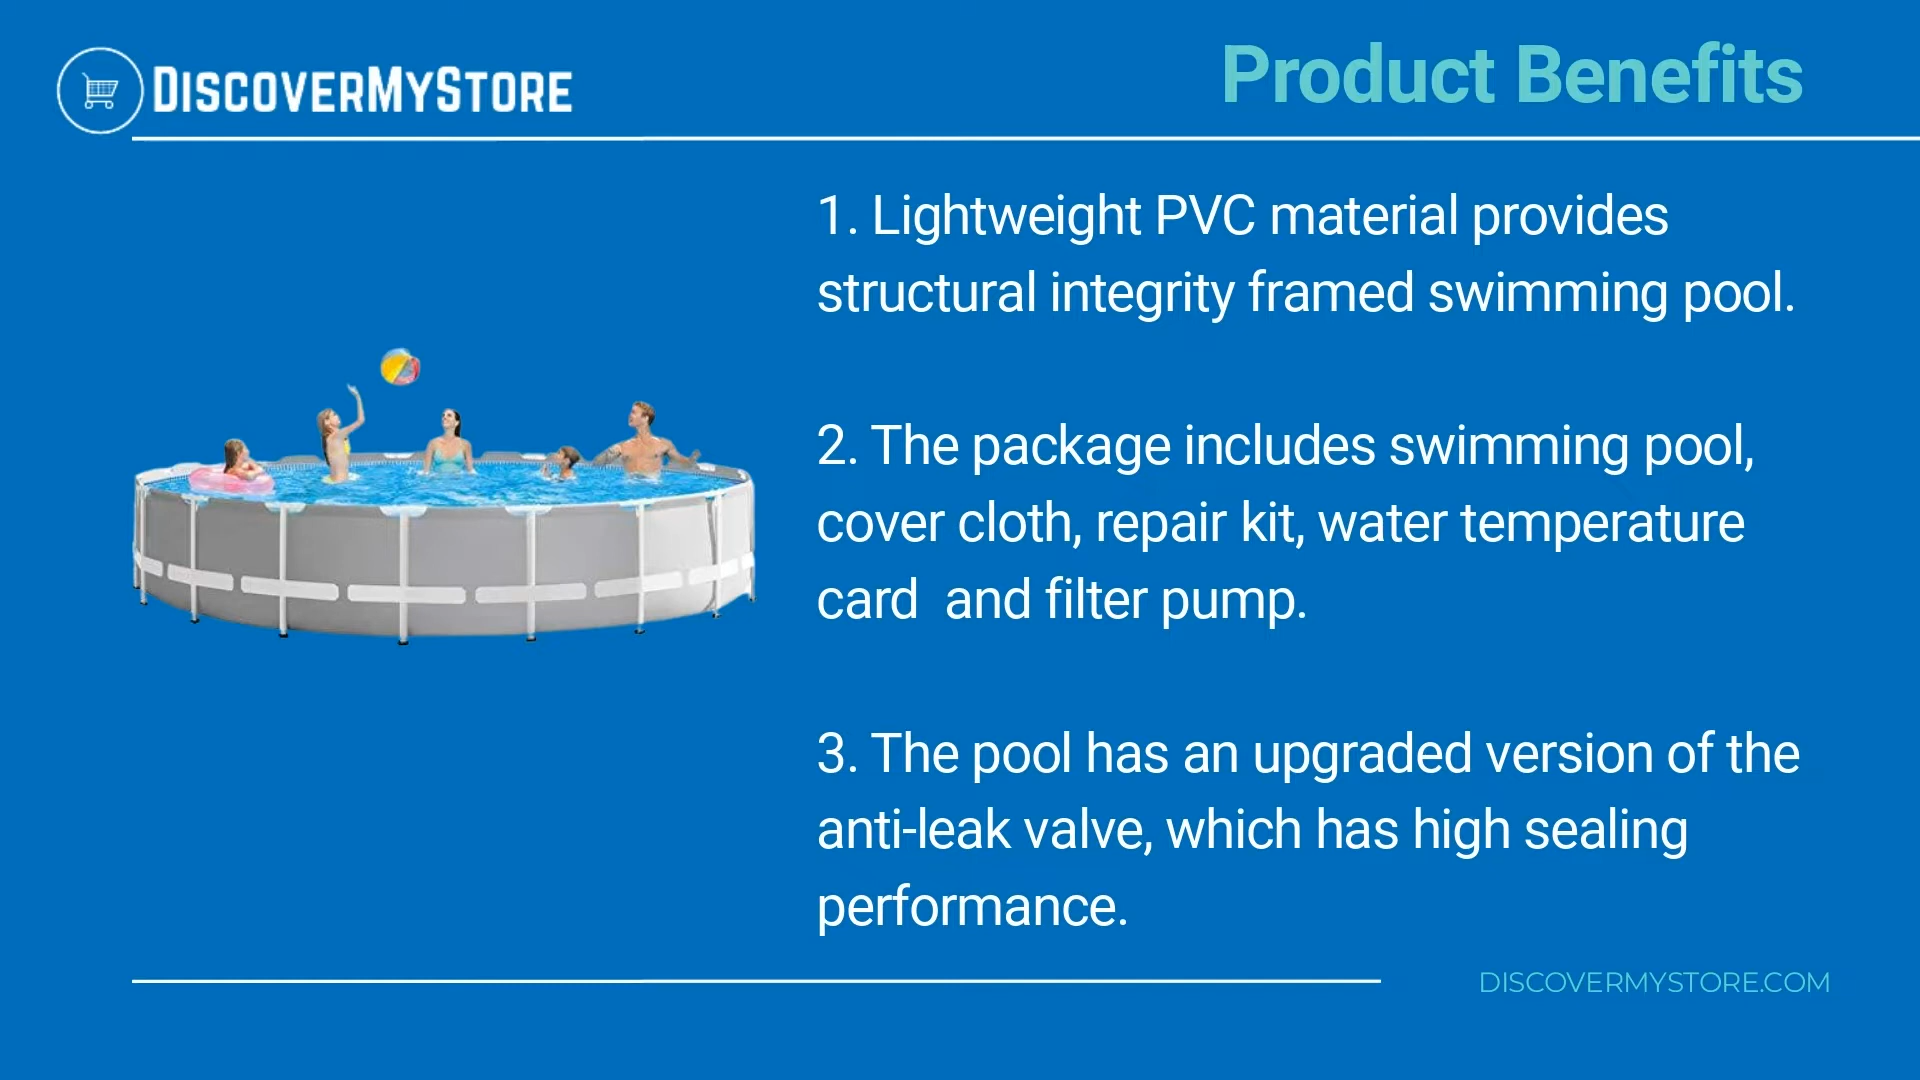 DISCOVERMYSTORE
Product Benefits
1. Lightweight PVC material provides
structural integrity framed swimming pool.
2. The package includes swimming pool,
cover cloth, repair kit, water temperature
card  and filter pump.
3. The pool has an upgraded version of the
anti-leak valve, which has high sealing
performance.
DISCOVERMYSTORE.COM